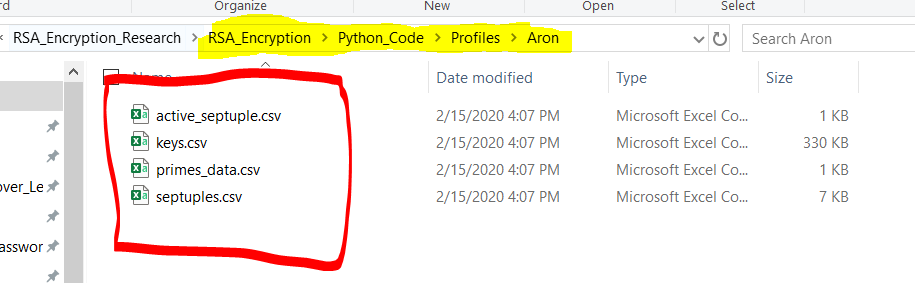 Organize New Open Select
RSA_Encryption_Research > RSA_Encryption > Python_Code > Profiles > Aron Search Aron
Name Date modified Type Size
active_septuple.csv 2/15/2020 4:07 PM Microsoft Excel Co... 1 KB
keys.csv 2/15/2020 4:07 PM Microsoft Excel Co... 330 KB
primes_data.csv 2/15/2020 4:07 PM Microsoft Excel Co... 1 KB
over_Le septuples.csv 2/15/2020 4:07 PM Microsoft Excel Co... 7 KB
asswor